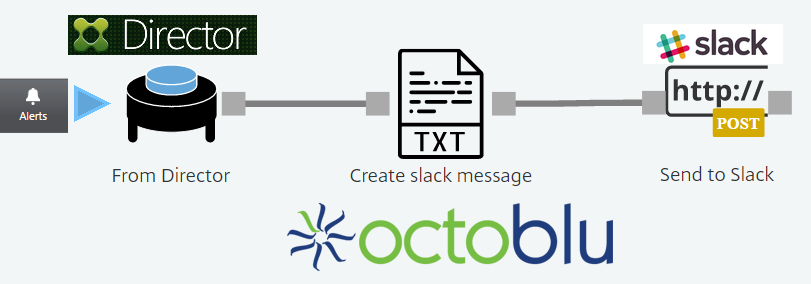 Director
slack
Alerts
http://
POST
TXT
From Director
Create slack message
Send to Slack
octoblu